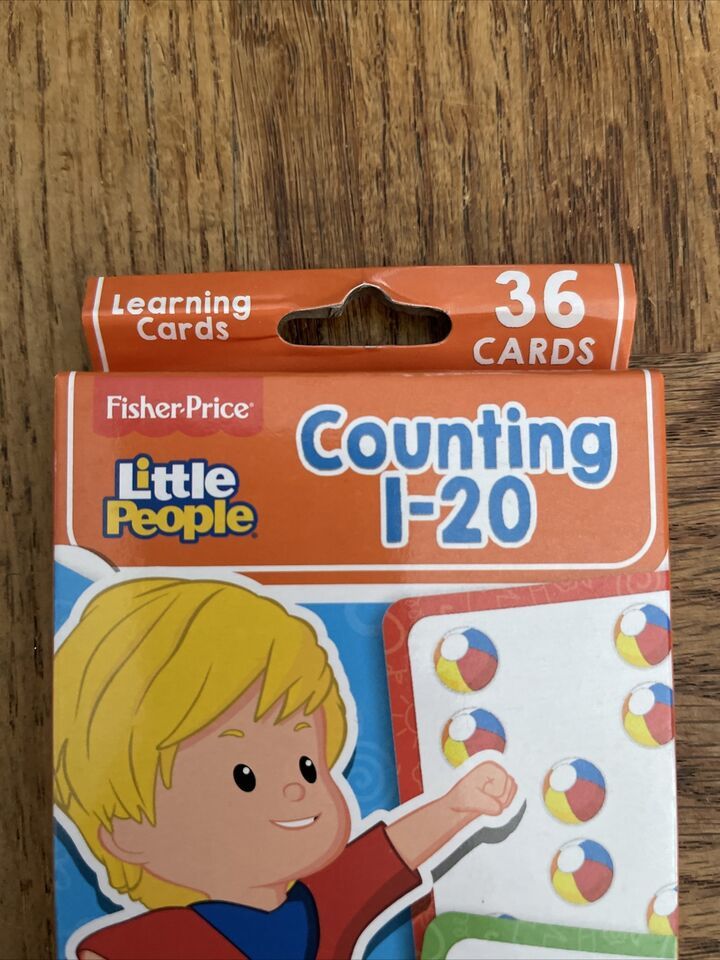 Learning
Cards
36
CARDS
Fisher-Price®
Little
People®
Counting
1-20